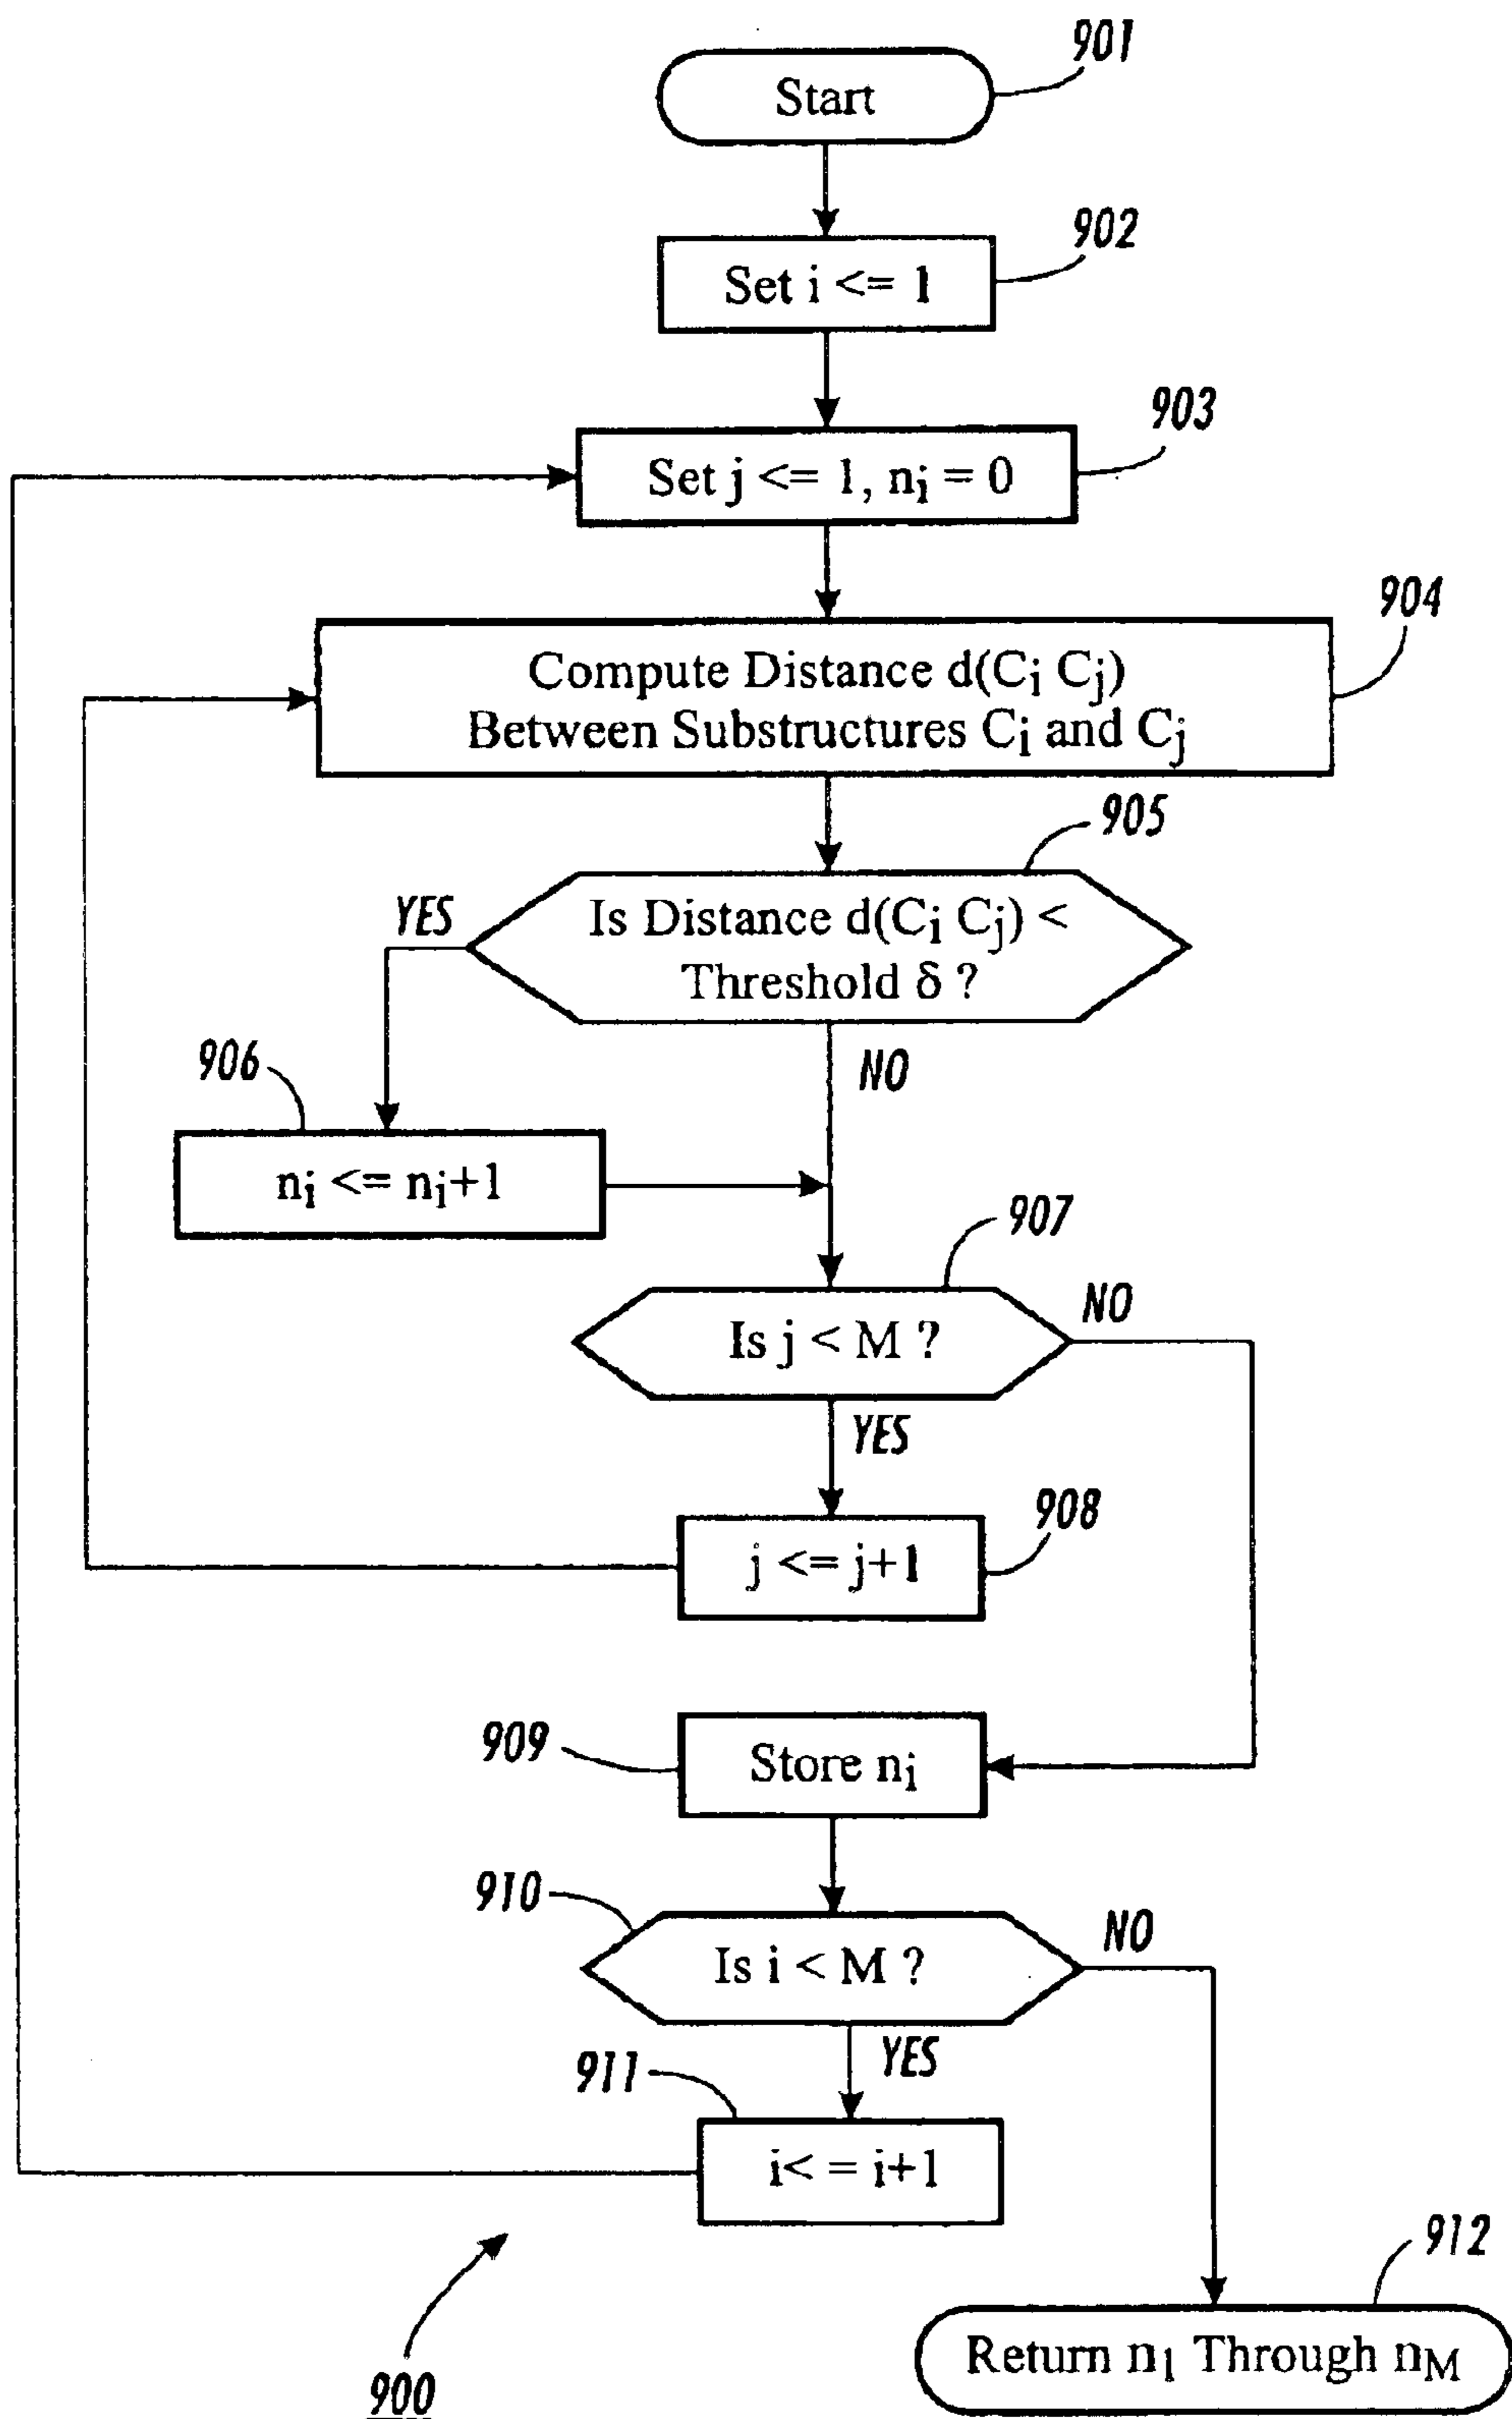 901
Start
902
Set i <= 1
903
Set j <= 1, ni = 0
904
Compute Distance d(Ci Cj)
Between Substructures Ci and Cj
905
YES
Is Distance d(Ci Cj) <
Threshold δ ?
906
NO
ni <= ni+1
907
NO
Is j < M ?
YES
908
j <= j+1
909
Store ni
910
NO
Is i < M ?
911
YES
i< = i+1
912
Return n1 Through nM
900